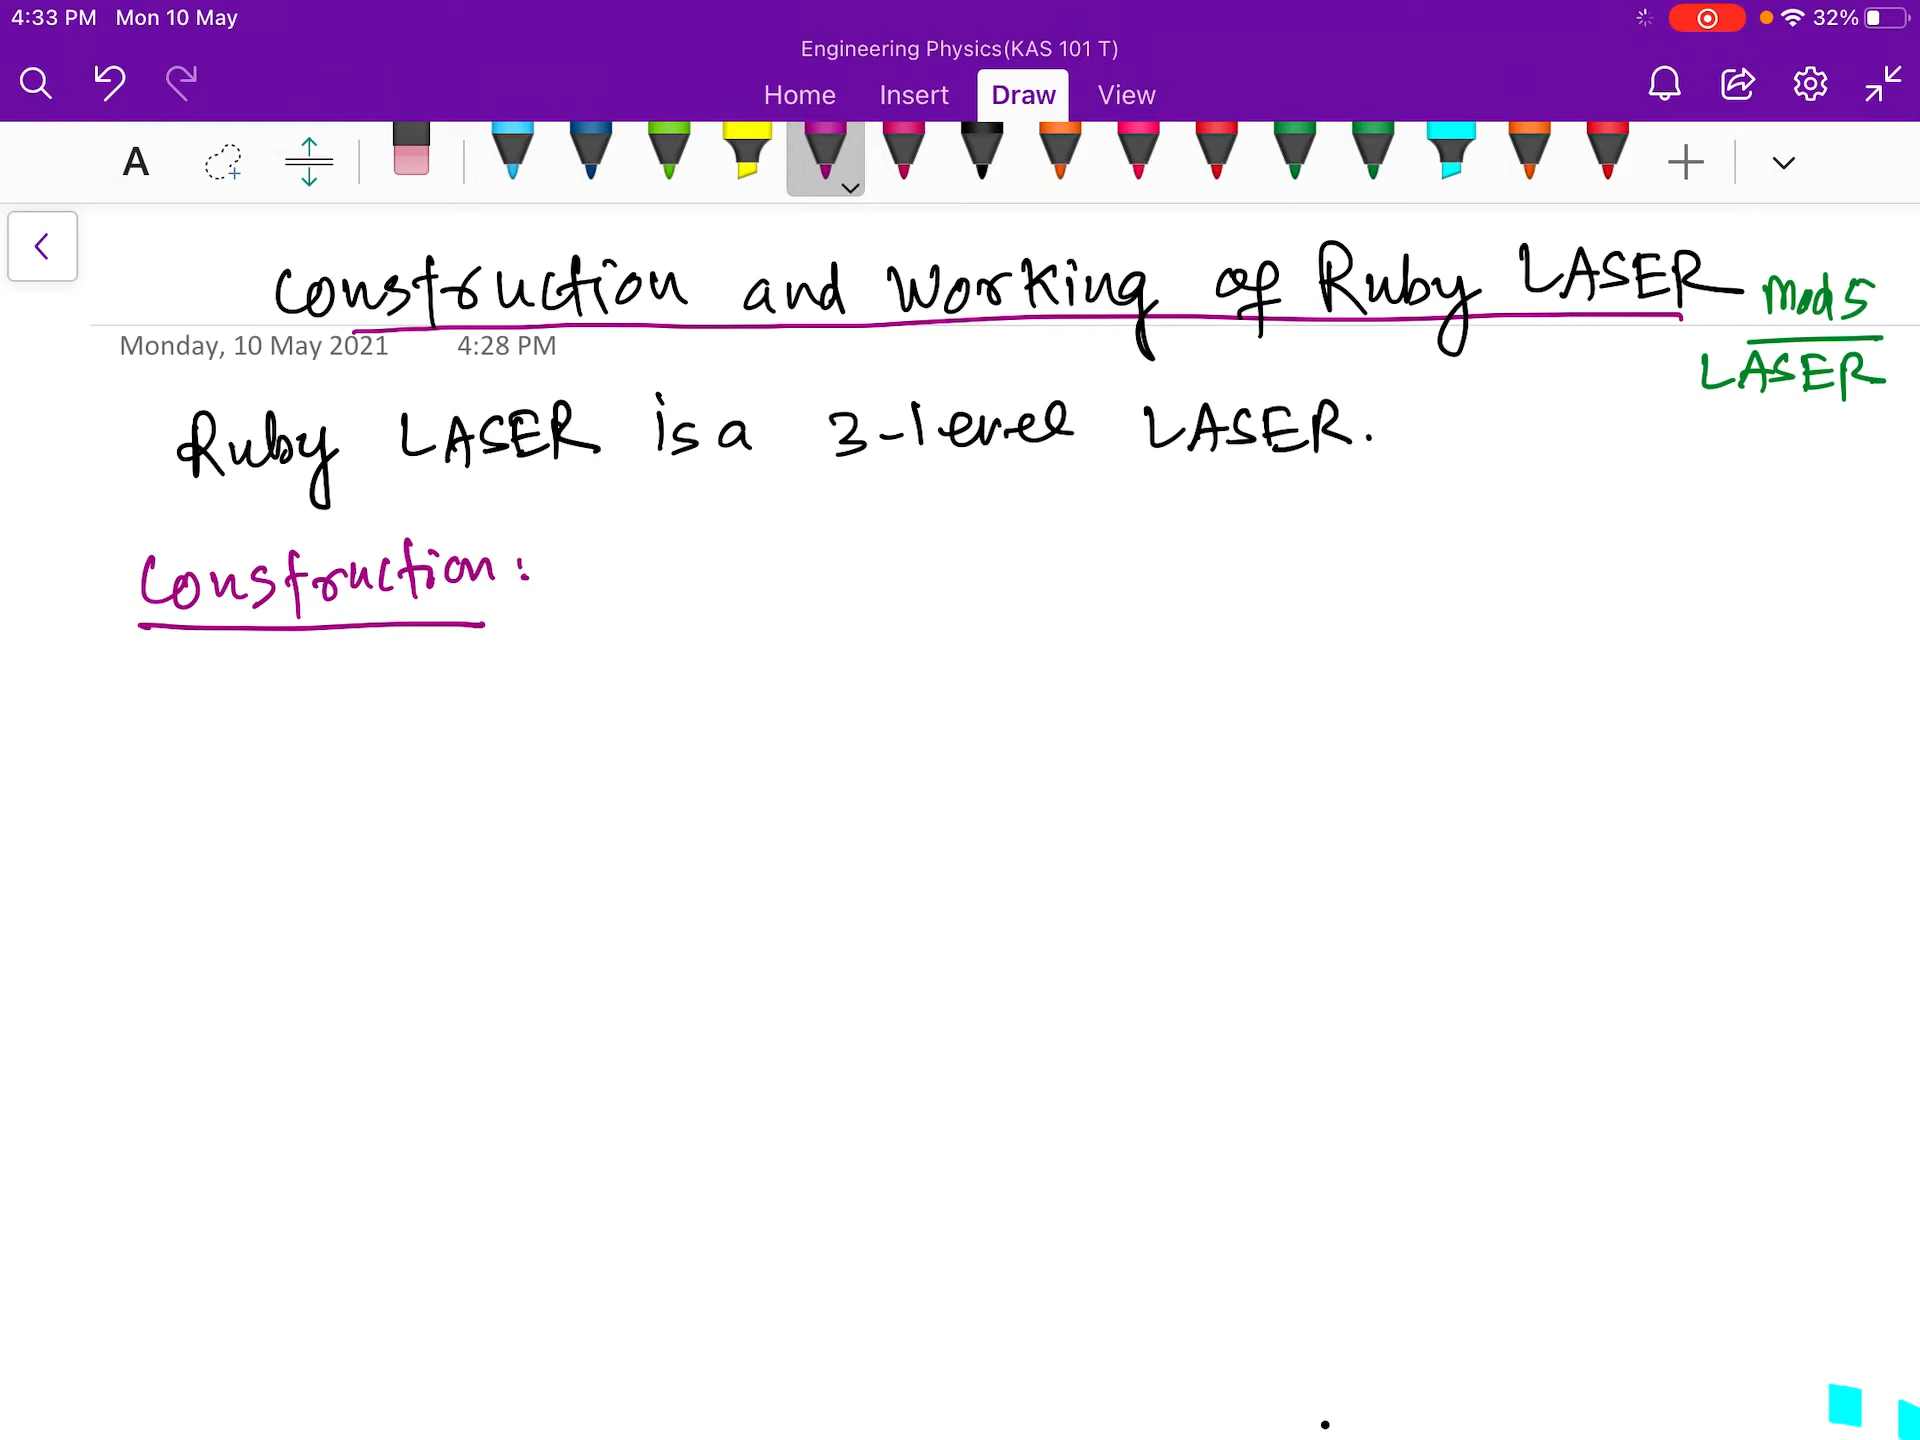 4:33 PM Mon 10 May 32%
Engineering Physics(KAS 101 T)
Home Insert Draw View
A
Construction and Working of Ruby LASER
Mod 5
LASER
Monday, 10 May 2021 4:28 PM
Ruby LASER is a 3-level LASER.
Construction: